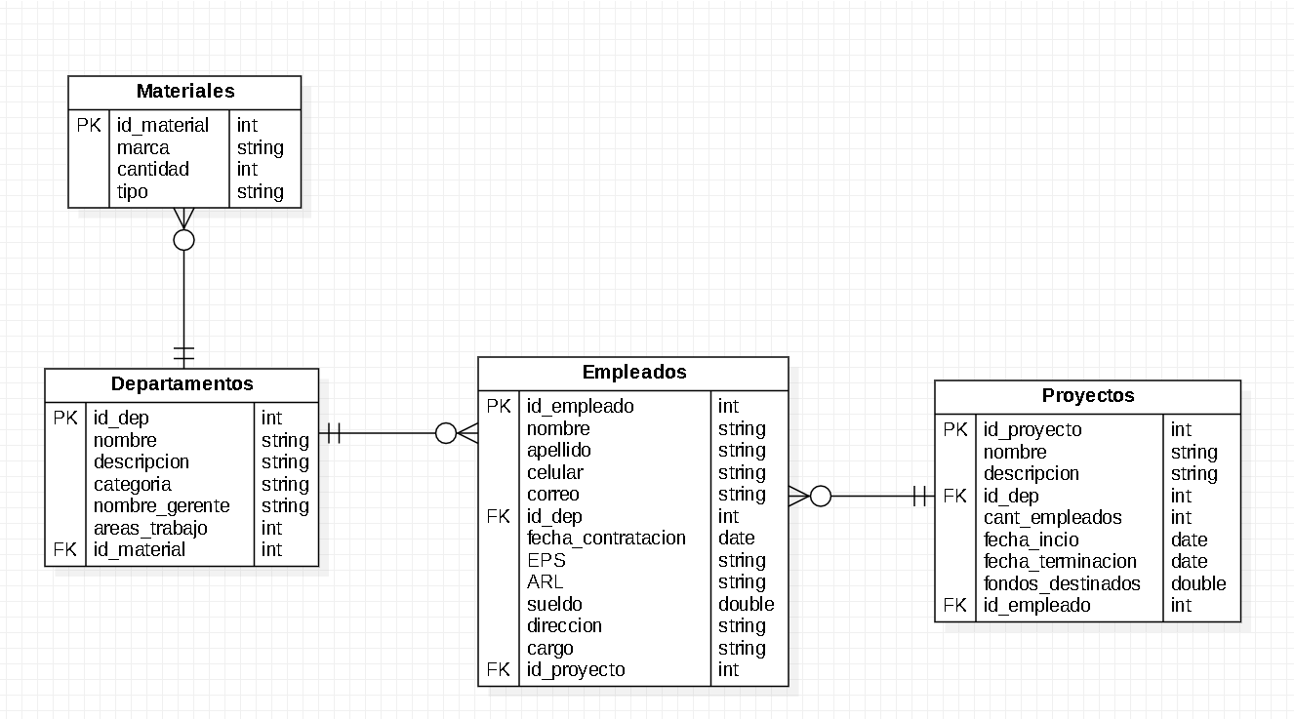 Materiales
PK id_material int
marca string
cantidad int
tipo string
Departamentos
PK id_dep int
nombre string
descripcion string
categoria string
nombre_gerente string
areas_trabajo int
FK id_material int
Empleados
PK id_empleado int
nombre string
apellido string
celular string
correo string
FK id_dep int
fecha_contratacion date
EPS string
ARL string
sueldo double
direccion string
cargo string
FK id_proyecto int
Proyectos
PK id_proyecto int
nombre string
descripcion string
FK id_dep int
cant_empleados int
fecha_incio date
fecha_terminacion date
fondos_destinados double
FK id_empleado int